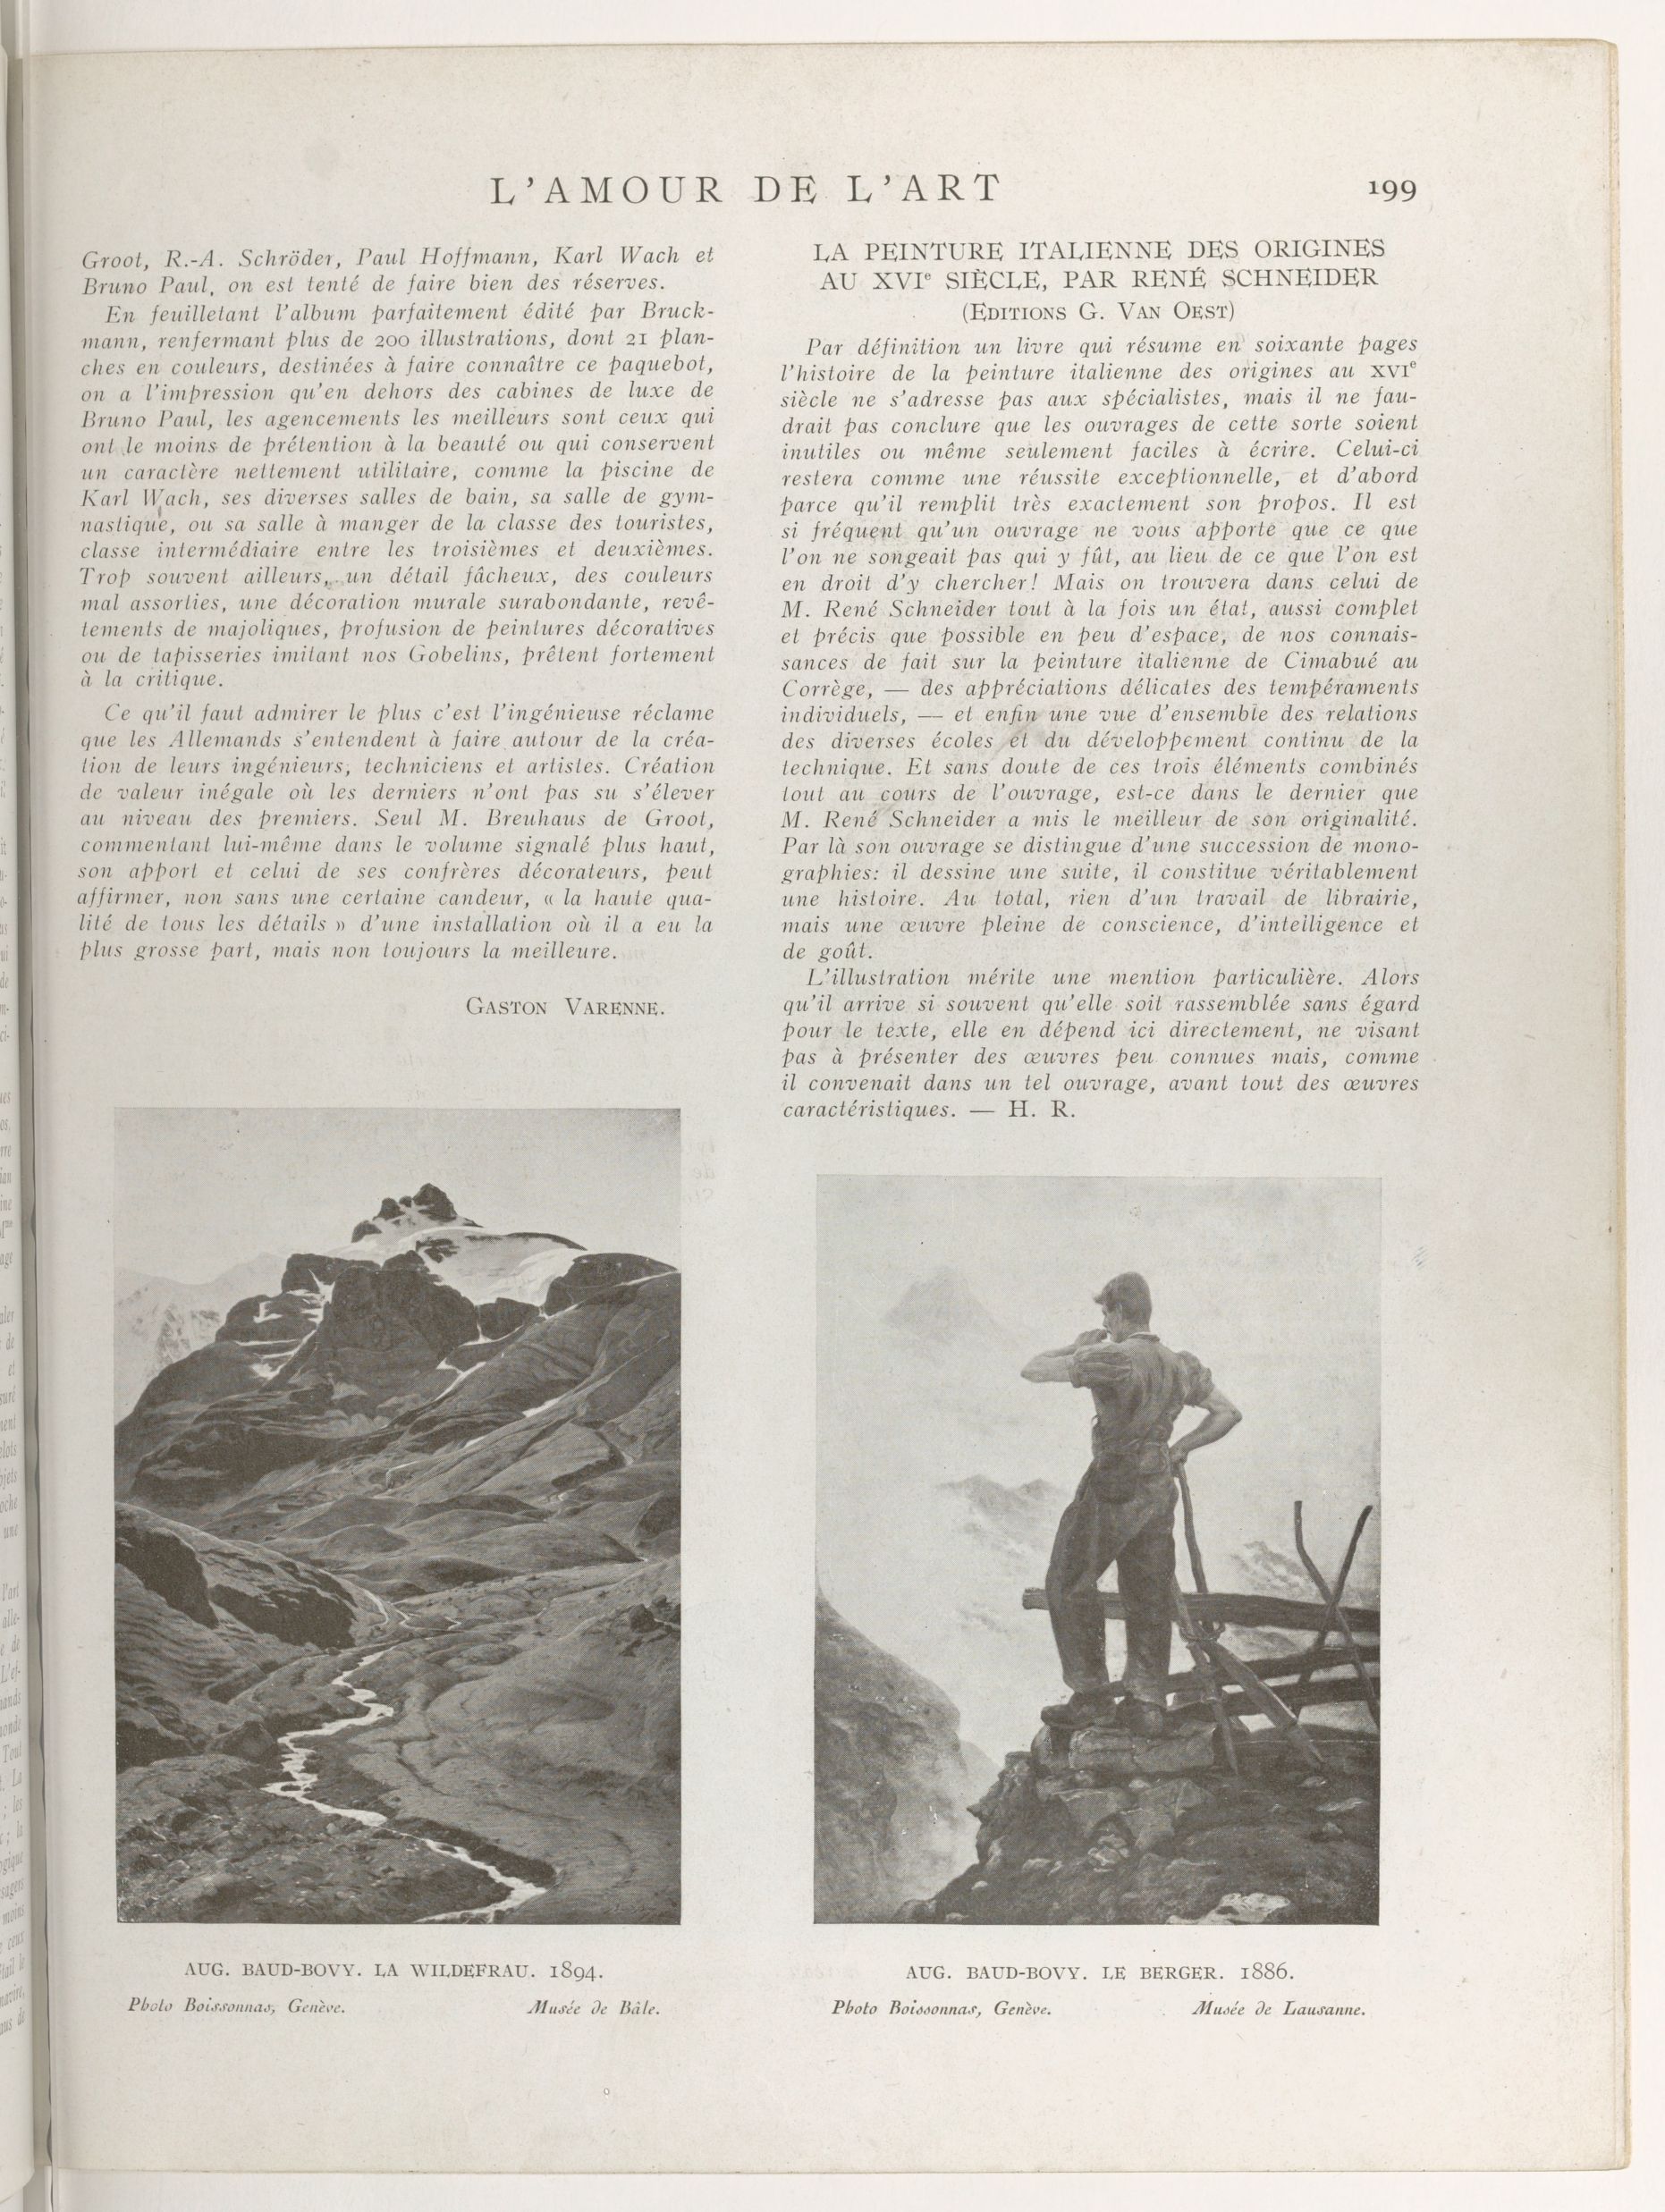 L'AMOUR DE L'ART
199
Groot, R.-A. Schröder, Paul Hoffmann, Karl Wach et
Bruno Paul, on est tenté de faire bien des réserves.
En feuilletant l'album parfaitement édité par Bruck-
mann, renfermant plus de 200 illustrations, dont 21 plan-
ches en couleurs, destinées à faire connaître ce paquebot,
on a l'impression qu'en dehors des cabines de luxe de
Bruno Paul, les agencements les meilleurs sont ceux qui
ont le moins de prétention à la beauté ou qui conservent
un caractère nettement utilitaire, comme la piscine de
Karl Wach, ses diverses salles de bain, sa salle de gym-
nastique, ou sa salle à manger de la classe des touristes,
classe intermédiaire entre les troisièmes et deuxièmes.
Trop souvent ailleurs, un détail fâcheux, des couleurs
mal assorties, une décoration murale surabondante, revê-
tements de majoliques, profusion de peintures décoratives
ou de tapisseries imitant nos Gobelins, prêtent fortement
à la critique.
Ce qu'il faut admirer le plus c'est l'ingénieuse réclame
que les Allemands s'entendent à faire autour de la créa-
tion de leurs ingénieurs, techniciens et artistes. Création
de valeur inégale où les derniers n'ont pas su s'élever
au niveau des premiers. Seul M. Breuhaus de Groot,
commentant lui-même dans le volume signalé plus haut,
son apport et celui de ses confrères décorateurs, peut
affirmer, non sans une certaine candeur, « la haute qua-
lité de tous les détails » d'une installation où il a eu la
plus grosse part, mais non toujours la meilleure.
GASTON VARENNE.
LA PEINTURE ITALIENNE DES ORIGINES
AU XVIe SIÈCLE, PAR RENÉ SCHNEIDER
(EDITIONS G. VAN OEST)
Par définition un livre qui résume en soixante pages
l'histoire de la peinture italienne des origines au XVIe
siècle ne s'adresse pas aux spécialistes, mais il ne fau-
drait pas conclure que les ouvrages de cette sorte soient
inutiles ou même seulement faciles à écrire. Celui-ci
restera comme une réussite exceptionnelle, et d'abord
parce qu'il remplit très exactement son propos. Il est
si fréquent qu'un ouvrage ne vous apporte que ce que
l'on ne songeait pas qui y fût, au lieu de ce que l'on est
en droit d'y chercher! Mais on trouvera dans celui de
M. René Schneider tout à la fois un état, aussi complet
et précis que possible en peu d'espace, de nos connais-
sances de fait sur la peinture italienne de Cimabué au
Corrège, — des appréciations délicates des tempéraments
individuels, — et enfin une vue d'ensemble des relations
des diverses écoles et du développement continu de la
technique. Et sans doute de ces trois éléments combinés
tout au cours de l'ouvrage, est-ce dans le dernier que
M. René Schneider a mis le meilleur de son originalité.
Par là son ouvrage se distingue d'une succession de mono-
graphies: il dessine une suite, il constitue véritablement
une histoire. Au total, rien d'un travail de librairie,
mais une œuvre pleine de conscience, d'intelligence et
de goût.
L'illustration mérite une mention particulière. Alors
qu'il arrive si souvent qu'elle soit rassemblée sans égard
pour le texte, elle en dépend ici directement, ne visant
pas à présenter des œuvres peu connues mais, comme
il convenait dans un tel ouvrage, avant tout des œuvres
caractéristiques. — H. R.
AUG. BAUD-BOVY. LA WILDEFRAU. 1894.
Photo Boissonnas, Genève. Musée de Bâle.
AUG. BAUD-BOVY. LE BERGER. 1886.
Photo Boissonnas, Genève. Musée de Lausanne.